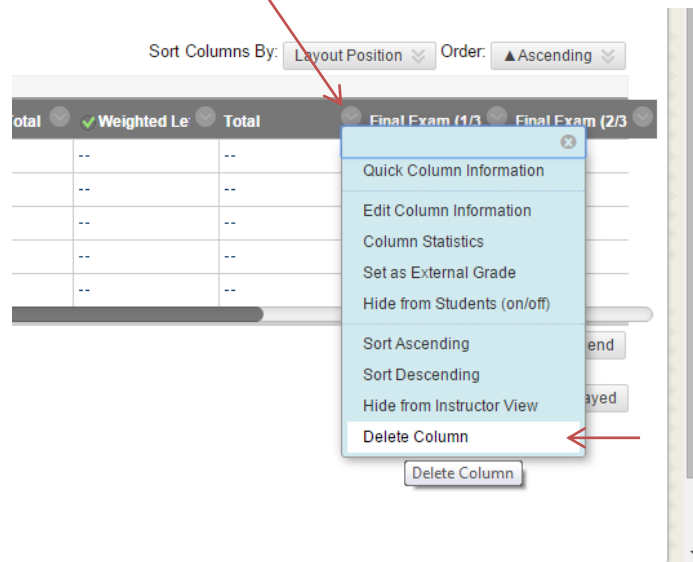 Sort Columns By: Layout Position Order: ▲Ascending
otal Weighted Le Total Final Exam (1/3 Final Exam (2/3
-- --
-- --
-- --
-- --
-- --
Quick Column Information
Edit Column Information
Column Statistics
Set as External Grade
Hide from Students (on/off)
Sort Ascending
end
Sort Descending
Hide from Instructor View
ayed
Delete Column
Delete Column